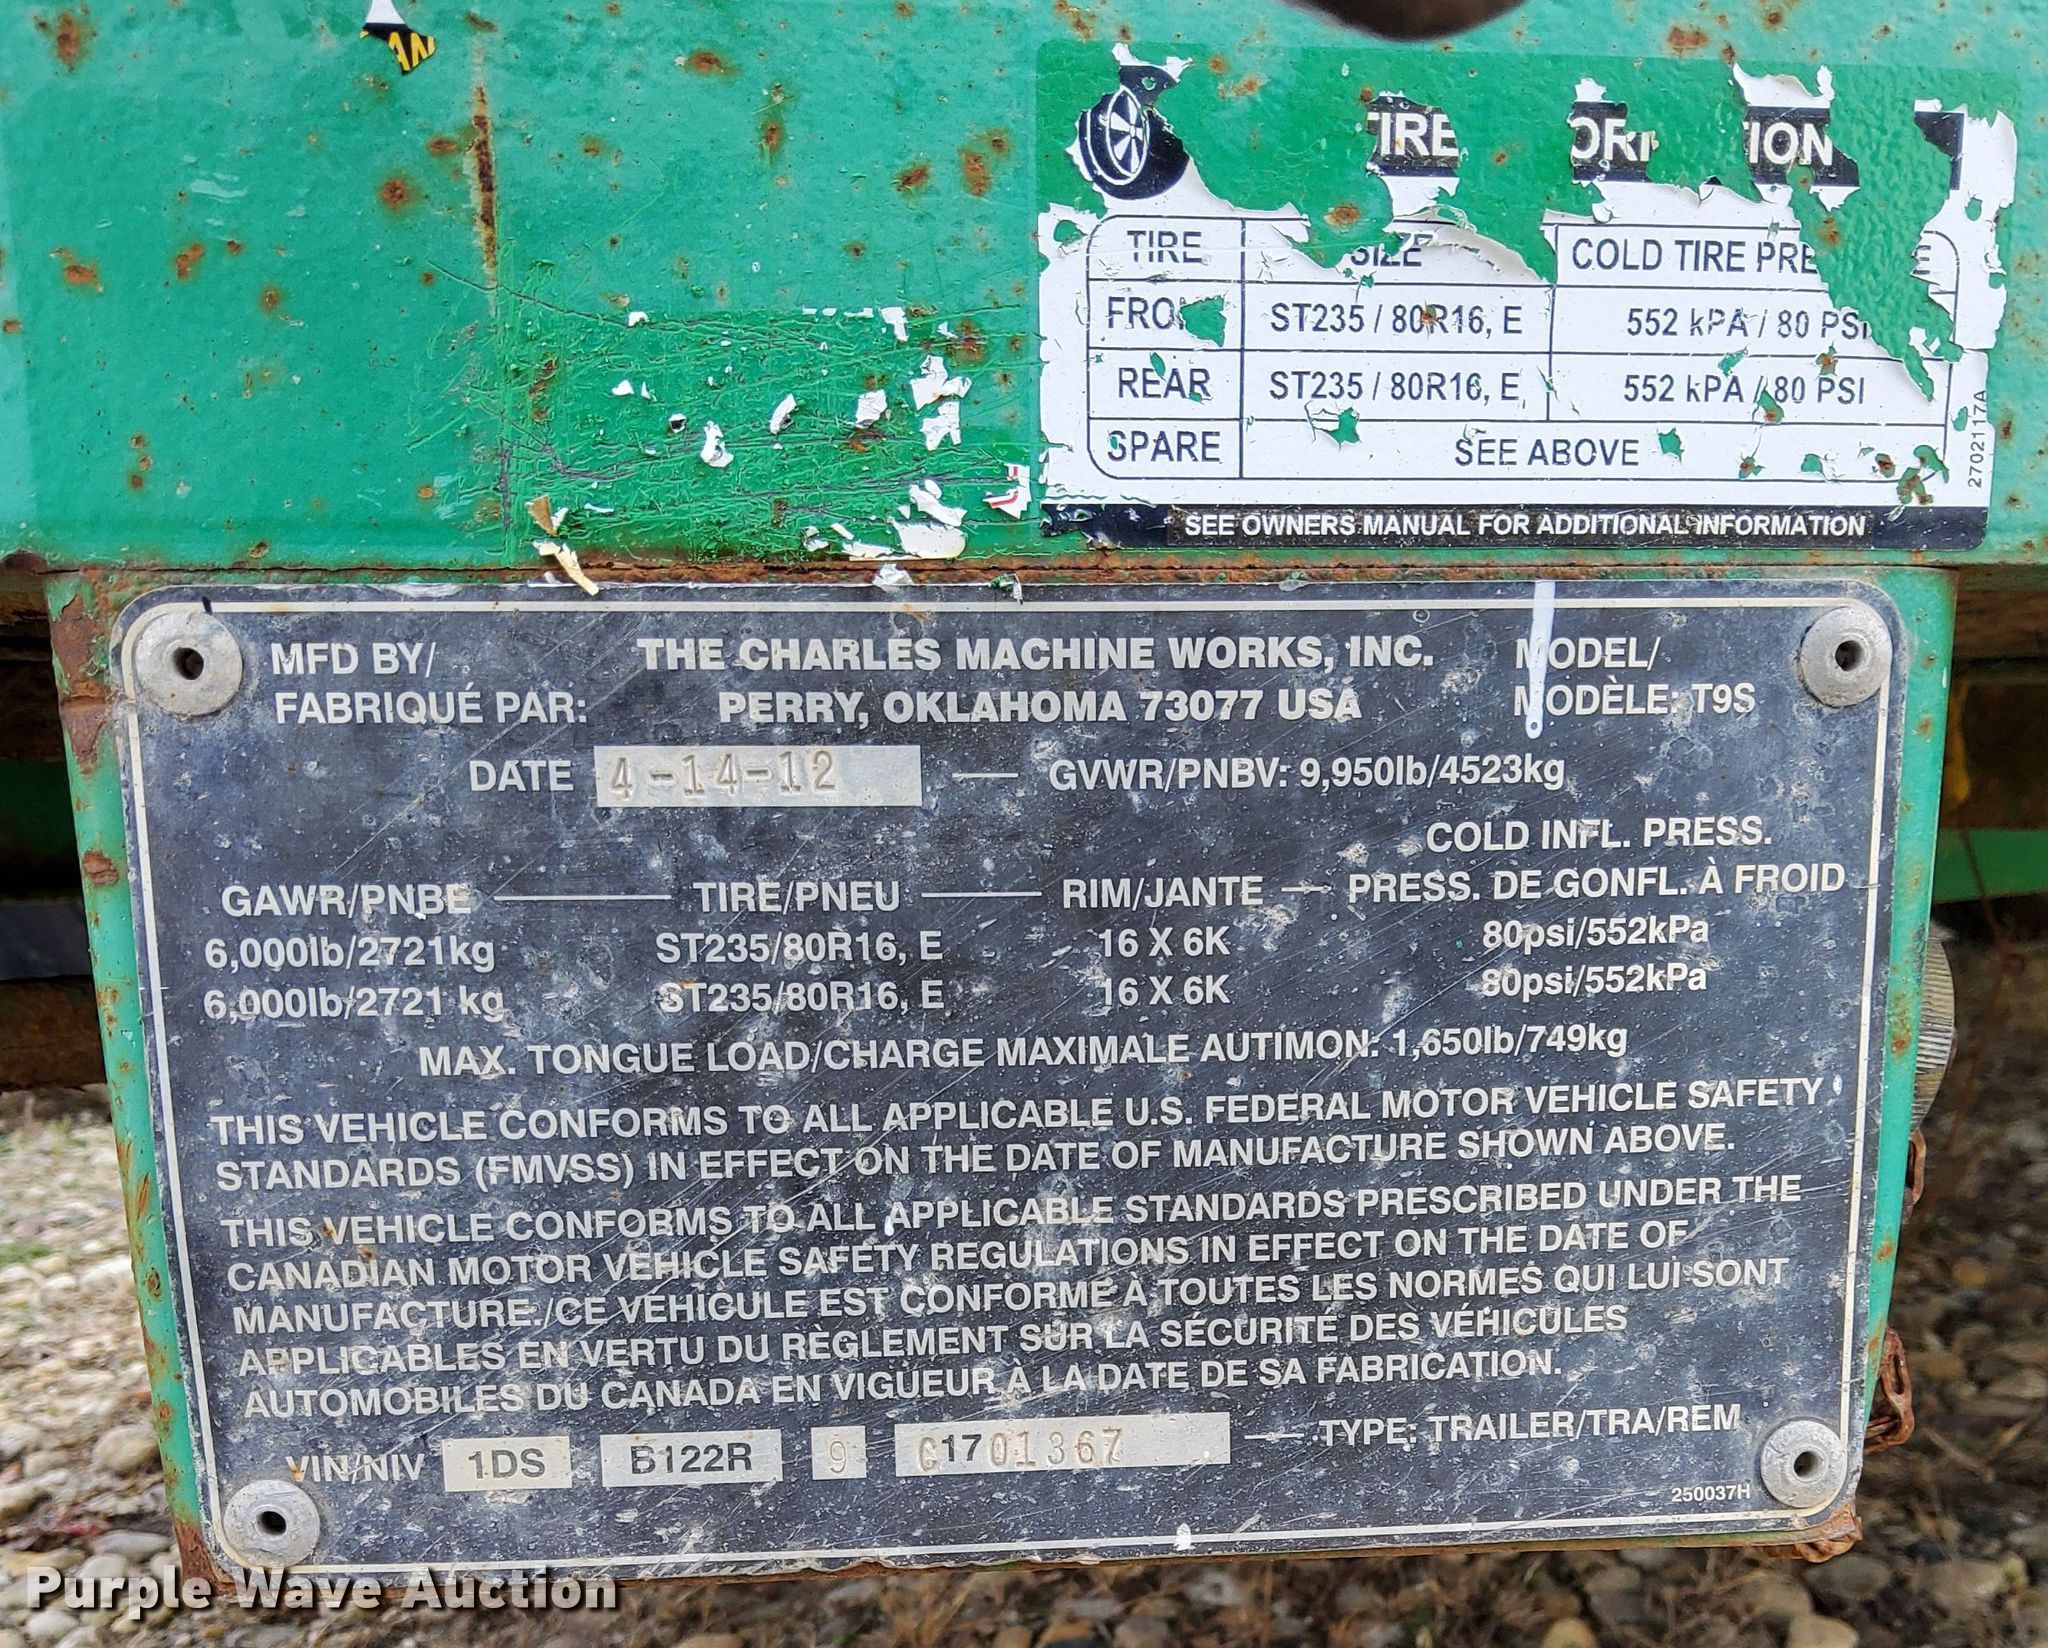 TIRE ORM TION
TIRE SIZE COLD TIRE PRE E
FRONT ST235 / 80R16, E 552 kPA / 80 PSI
REAR ST235 / 80R16, E 552 kPA / 80 PSI
SPARE SEE ABOVE
2702117A
SEE OWNERS MANUAL FOR ADDITIONAL INFORMATION
MFD BY/ THE CHARLES MACHINE WORKS, INC. MODEL/
FABRIQUÉ PAR: PERRY, OKLAHOMA 73077 USA MODÈLE: T9S
DATE 4-14-12 — GVWR/PNBV: 9,950lb/4523kg
COLD INFL. PRESS.
GAWR/PNBE — TIRE/PNEU — RIM/JANTE — PRESS. DE GONFL. À FROID
6,000lb/2721kg ST235/80R16, E 16 X 6K 80psi/552kPa
6,000lb/2721 kg ST235/80R16, E 16 X 6K 80psi/552kPa
MAX. TONGUE LOAD/CHARGE MAXIMALE AUTIMON: 1,650lb/749kg
THIS VEHICLE CONFORMS TO ALL APPLICABLE U.S. FEDERAL MOTOR VEHICLE SAFETY
STANDARDS (FMVSS) IN EFFECT ON THE DATE OF MANUFACTURE SHOWN ABOVE.
THIS VEHICLE CONFORMS TO ALL APPLICABLE STANDARDS PRESCRIBED UNDER THE
CANADIAN MOTOR VEHICLE SAFETY REGULATIONS IN EFFECT ON THE DATE OF
MANUFACTURE./CE VÉHIGULE EST CONFORME À TOUTES LES NORMES QUI LUI SONT
APPLICABLES EN VERTU DU RÈGLEMENT SUR LA SÉCURITÉ DES VÉHICULES
AUTOMOBILES DU CANADA EN VIGUEUR À LA DATE DE SA FABRICATION.
VIN/NIV 1DS B122R 9 C1701367 — TYPE: TRAILER/TRA/REM
250037H
Purple Wave Auction